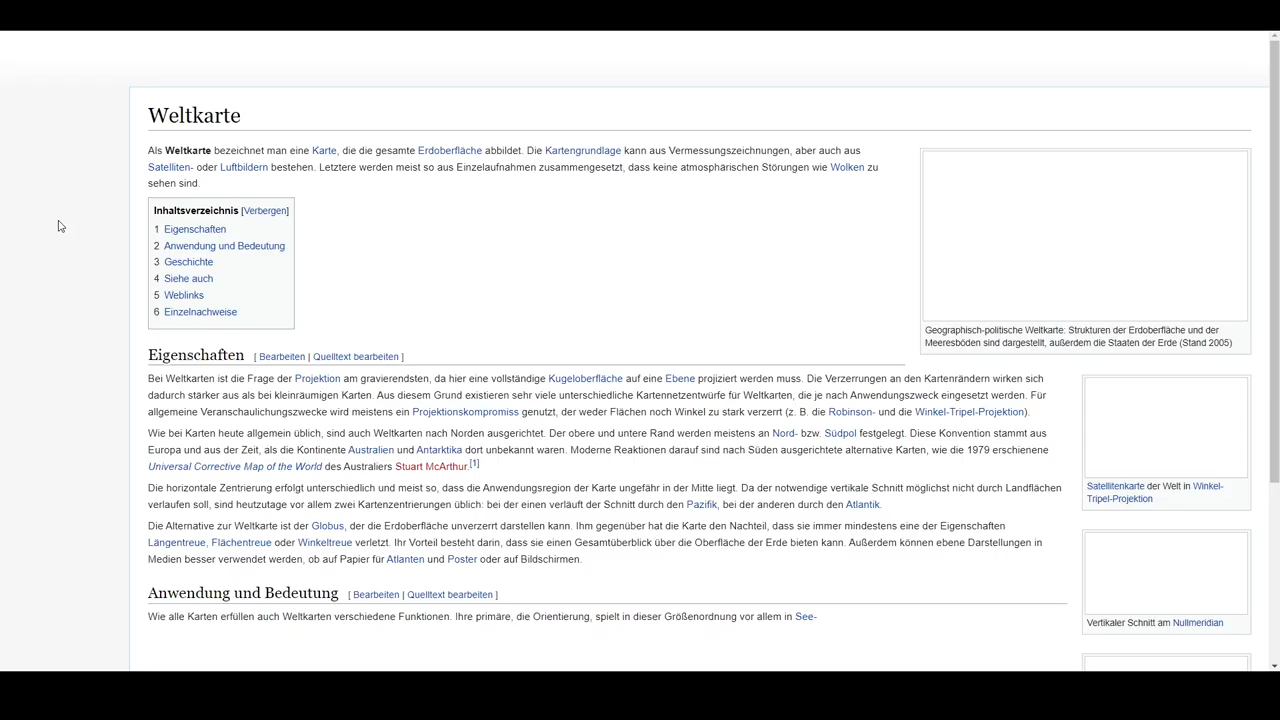 Weltkarte
Als Weltkarte bezeichnet man eine Karte, die die gesamte Erdoberfläche abbildet. Die Kartengrundlage kann aus Vermessungszeichnungen, aber auch aus
Satelliten- oder Luftbildern bestehen. Letztere werden meist so aus Einzelaufnahmen zusammengesetzt, dass keine atmosphärischen Störungen wie Wolken zu
sehen sind.
Inhaltsverzeichnis [Verbergen]
1 Eigenschaften
2 Anwendung und Bedeutung
3 Geschichte
4 Siehe auch
5 Weblinks
6 Einzelnachweise
Geographisch-politische Weltkarte: Strukturen der Erdoberfläche und der
Meeresböden sind dargestellt, außerdem die Staaten der Erde (Stand 2005)
Eigenschaften [ Bearbeiten | Quelltext bearbeiten ]
Bei Weltkarten ist die Frage der Projektion am gravierendsten, da hier eine vollständige Kugeloberfläche auf eine Ebene projiziert werden muss. Die Verzerrungen an den Kartenrändern wirken sich
dadurch stärker aus als bei kleinräumigen Karten. Aus diesem Grund existieren sehr viele unterschiedliche Kartennetzentwürfe für Weltkarten, die je nach Anwendungszweck eingesetzt werden. Für
allgemeine Veranschaulichungszwecke wird meistens ein Projektionskompromiss genutzt, der weder Flächen noch Winkel zu stark verzerrt (z. B. die Robinson- und die Winkel-Tripel-Projektion).
Wie bei Karten heute allgemein üblich, sind auch Weltkarten nach Norden ausgerichtet. Der obere und untere Rand werden meistens an Nord- bzw. Südpol festgelegt. Diese Konvention stammt aus
Europa und aus der Zeit, als die Kontinente Australien und Antarktika dort unbekannt waren. Moderne Reaktionen darauf sind nach Süden ausgerichtete alternative Karten, wie die 1979 erschienene
Universal Corrective Map of the World des Australiers Stuart McArthur.[1]
Die horizontale Zentrierung erfolgt unterschiedlich und meist so, dass die Anwendungsregion der Karte ungefähr in der Mitte liegt. Da der notwendige vertikale Schnitt möglichst nicht durch Landflächen
verlaufen soll, sind heutzutage vor allem zwei Kartenzentrierungen üblich: bei der einen verläuft der Schnitt durch den Pazifik, bei der anderen durch den Atlantik.
Die Alternative zur Weltkarte ist der Globus, der die Erdoberfläche unverzerrt darstellen kann. Ihm gegenüber hat die Karte den Nachteil, dass sie immer mindestens eine der Eigenschaften
Längentreue, Flächentreue oder Winkeltreue verletzt. Ihr Vorteil besteht darin, dass sie einen Gesamtüberblick über die Oberfläche der Erde bieten kann. Außerdem können ebene Darstellungen in
Medien besser verwendet werden, ob auf Papier für Atlanten und Poster oder auf Bildschirmen.
Satellitenkarte der Welt in Winkel-
Tripel-Projektion
Anwendung und Bedeutung [ Bearbeiten | Quelltext bearbeiten ]
Wie alle Karten erfüllen auch Weltkarten verschiedene Funktionen. Ihre primäre, die Orientierung, spielt in dieser Größenordnung vor allem in See-
Vertikaler Schnitt am Nullmeridian